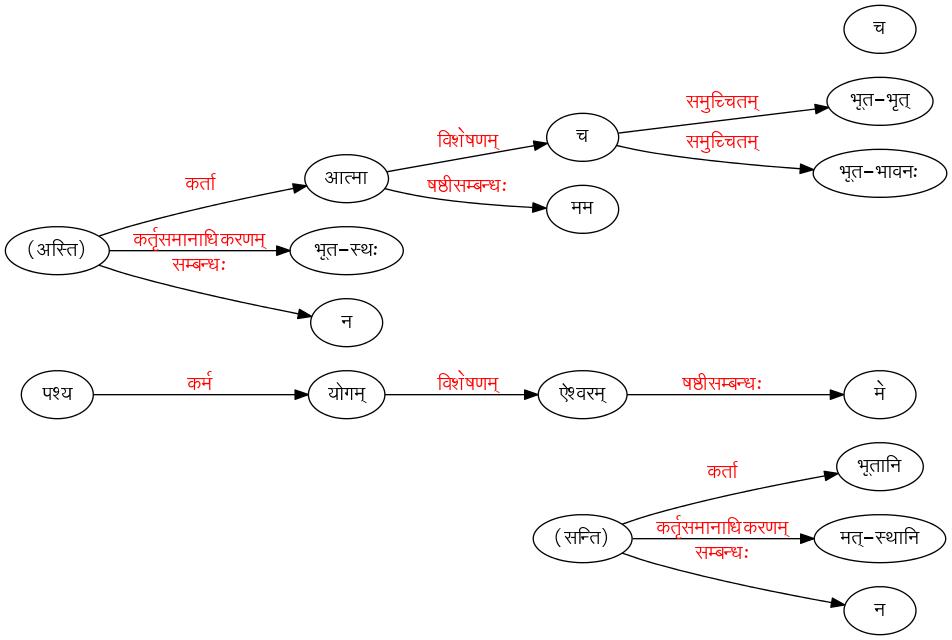 च
समुच्चितम्
भूत-भृत्
विशेषणम्
च
समुच्चितम्
कर्ता
आत्मा
भूत-भावनः
षष्ठीसम्बन्धः
मम
(अस्ति)
कर्तृसमानाधिकरणम्
भूत-स्थः
सम्बन्धः
न
पश्य
कर्म
योगम्
विशेषणम्
ऐश्वरम्
षष्ठीसम्बन्धः
मे
कर्ता
भूतानि
(सन्ति)
कर्तृसमानाधिकरणम्
मत्-स्थानि
सम्बन्धः
न